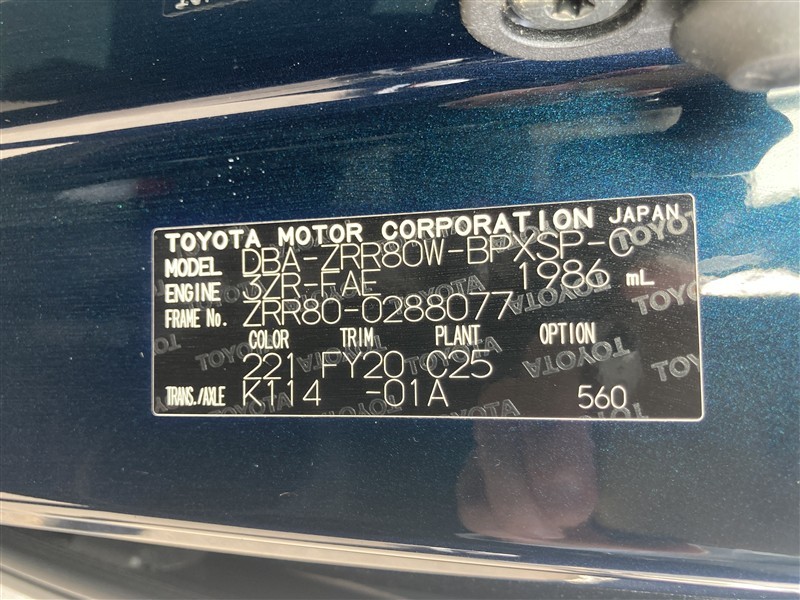 TOYOTA MOTOR CORPORATION JAPAN
MODEL DBA-ZRR80W-BPXSP-C
ENGINE 3ZR-FAE 1986 mL
FRAME No. ZRR80-0288077
COLOR TRIM PLANT OPTION
221 FY20 C25
TRANS./AXLE K114 -01A 560